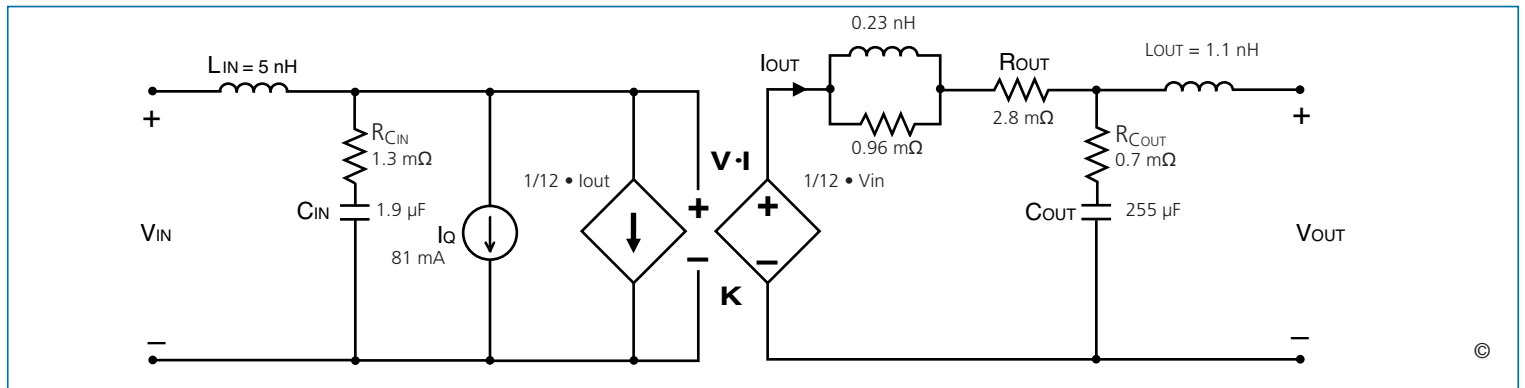 0.23 nH
LIN = 5 nH
IOUT
ROUT
LOUT = 1.1 nH
+
+
RCIN
1.3 mΩ
0.96 mΩ
2.8 mΩ
RCOUT
0.7 mΩ
V•I
1/12 • Iout
+
+
1/12 • Vin
CIN
1.9 μF
COUT
255 μF
VIN
IQ
81 mA
–
–
VOUT
K
–
–
©